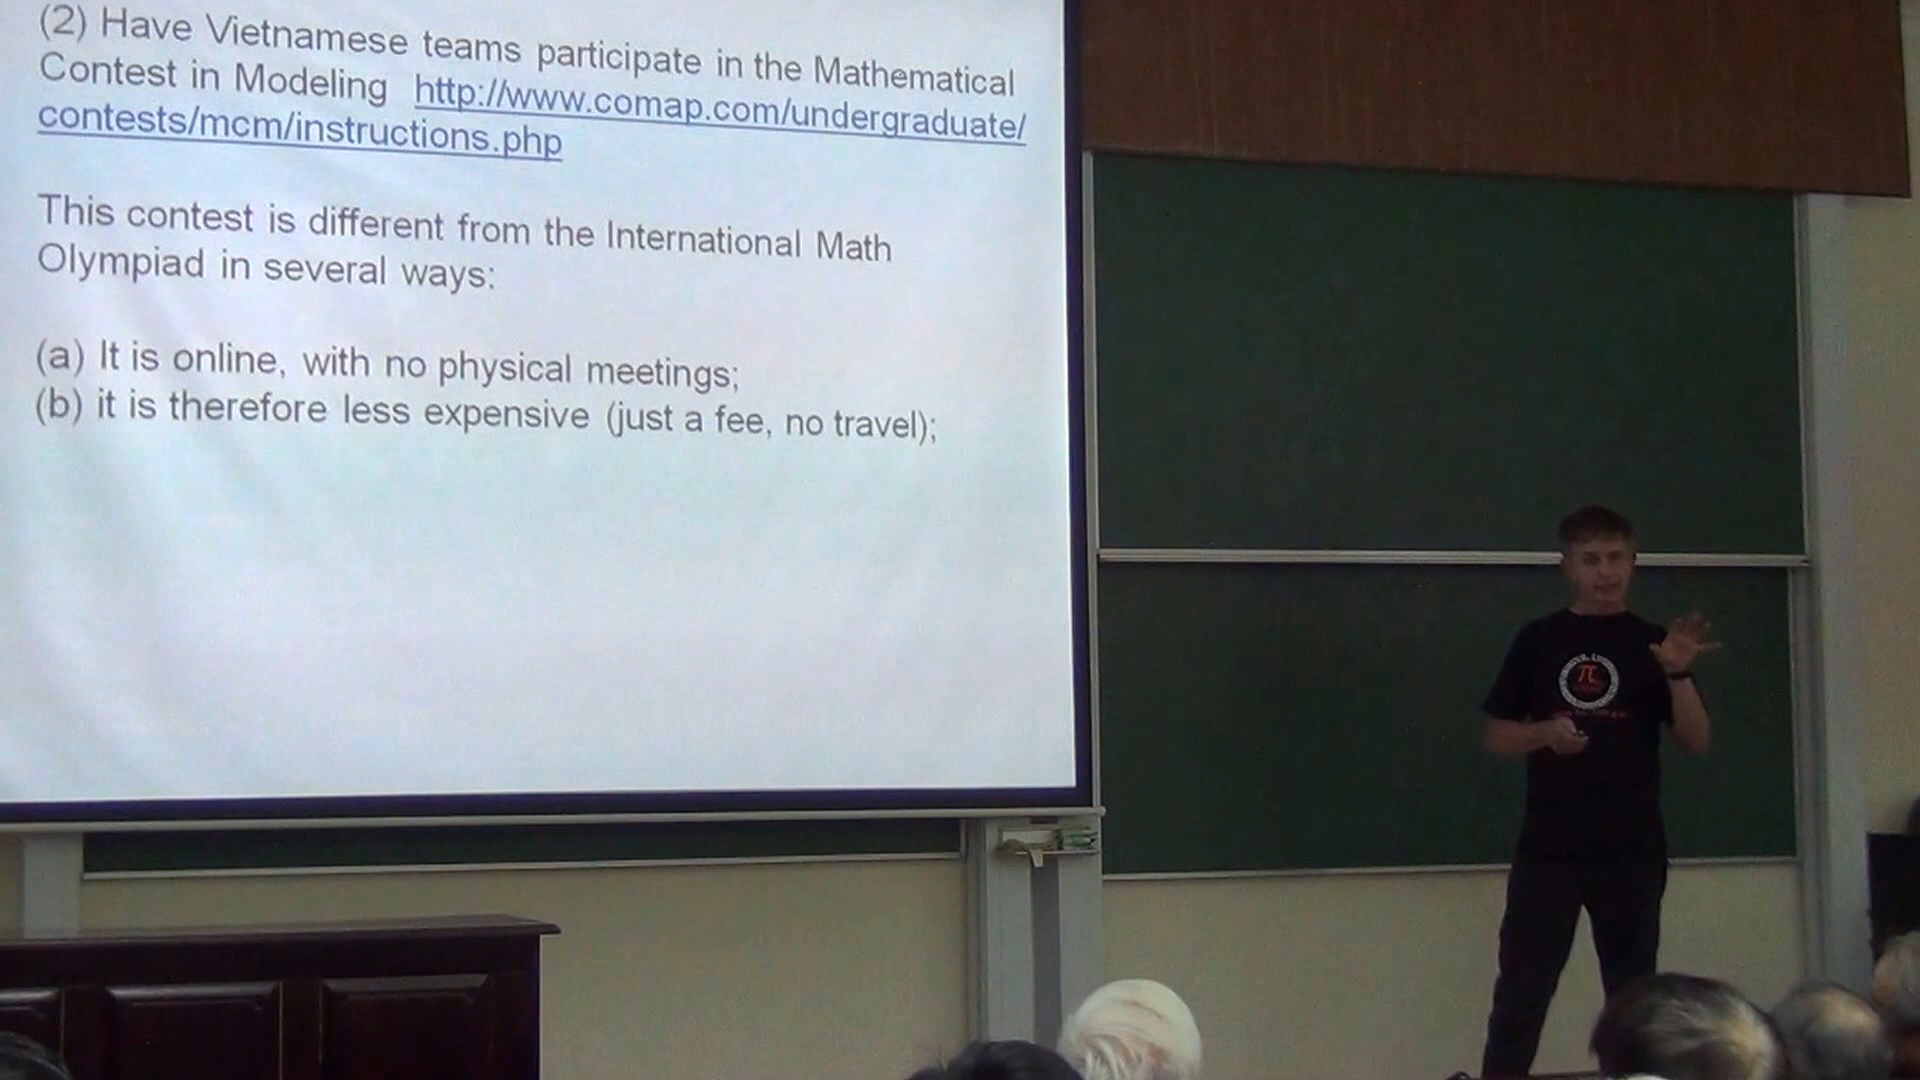 (2) Have Vietnamese teams participate in the Mathematical
Contest in Modeling http://www.comap.com/undergraduate/
contests/mcm/instructions.php
This contest is different from the International Math
Olympiad in several ways:
(a) It is online, with no physical meetings;
(b) it is therefore less expensive (just a fee, no travel);
π